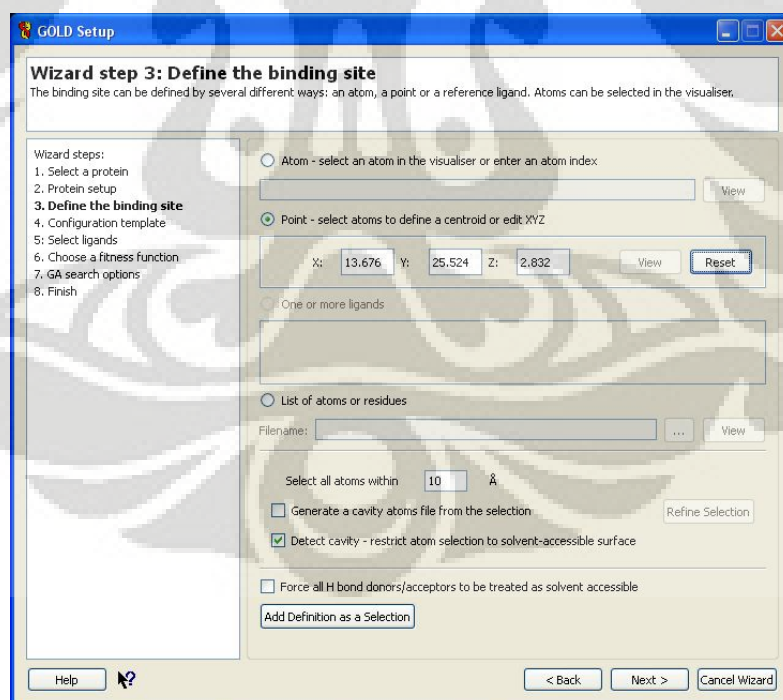 GOLD Setup
Wizard step 3: Define the binding site
The binding site can be defined by several different ways: an atom, a point or a reference ligand. Atoms can be selected in the visualiser.
Wizard steps:
1. Select a protein
2. Protein setup
3. Define the binding site
4. Configuration template
5: Select ligands
6. Choose a fitness function
7. GA search options
8. Finish
Atom - select an atom in the visualiser or enter an atom index
View
Point - select atoms to define a centroid or edit XYZ
X: 13.676 Y: 25.524 Z: 2.832 View Reset
One or more ligands
List of atoms or residues
Filename: ... View
Select all atoms within 10 Å
Generate a cavity atoms file from the selection Refine Selection
Detect cavity - restrict atom selection to solvent-accessible surface
Force all H bond donors/acceptors to be treated as solvent accessible
Add Definition as a Selection
Help ? < Back Next > Cancel Wizard